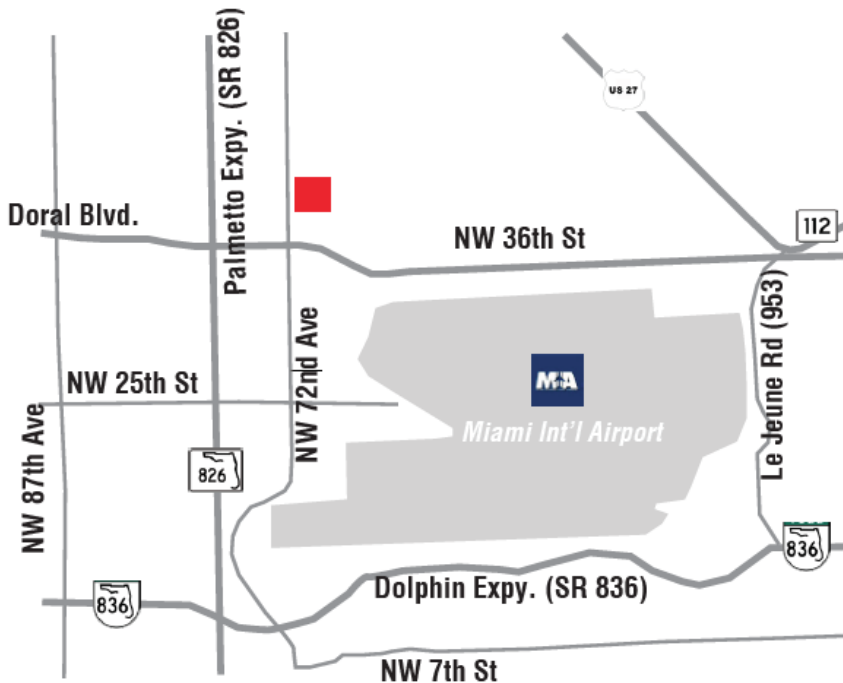 Palmetto Expy. (SR 826)
US 27
Doral Blvd.
112
NW 36th St
NW 72nd Ave
Le Jeune Rd (953)
MIA
NW 25th St
Miami Int'l Airport
NW 87th Ave
826
836
Dolphin Expy. (SR 836)
836
NW 7th St